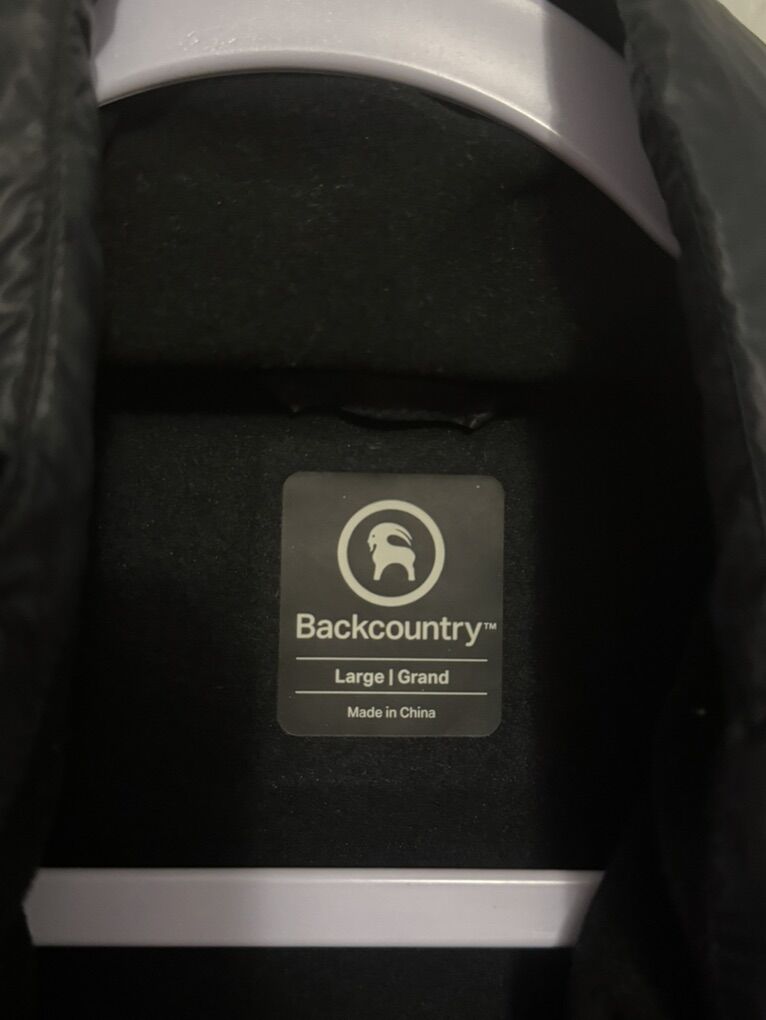 Backcountry™
Large | Grand
Made in China